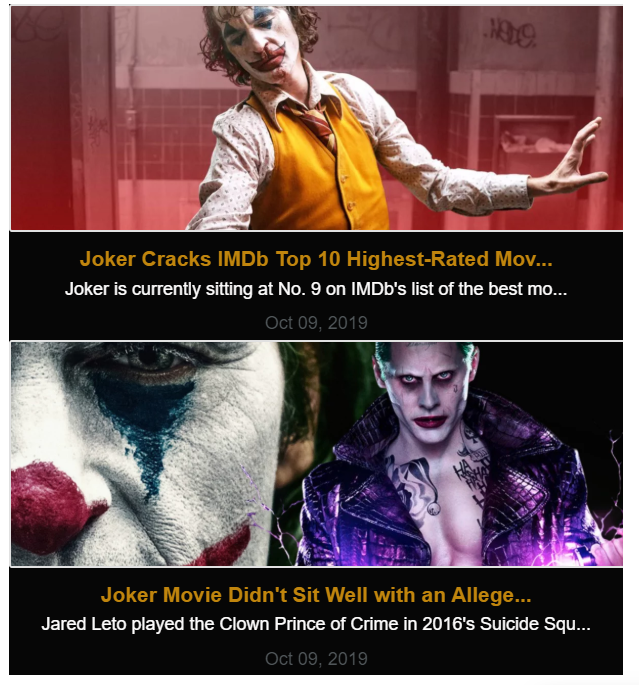 Joker Cracks IMDb Top 10 Highest-Rated Mov...
Joker is currently sitting at No. 9 on IMDb's list of the best mo...
Oct 09, 2019
Joker Movie Didn't Sit Well with an Allege...
Jared Leto played the Clown Prince of Crime in 2016's Suicide Squ...
Oct 09, 2019